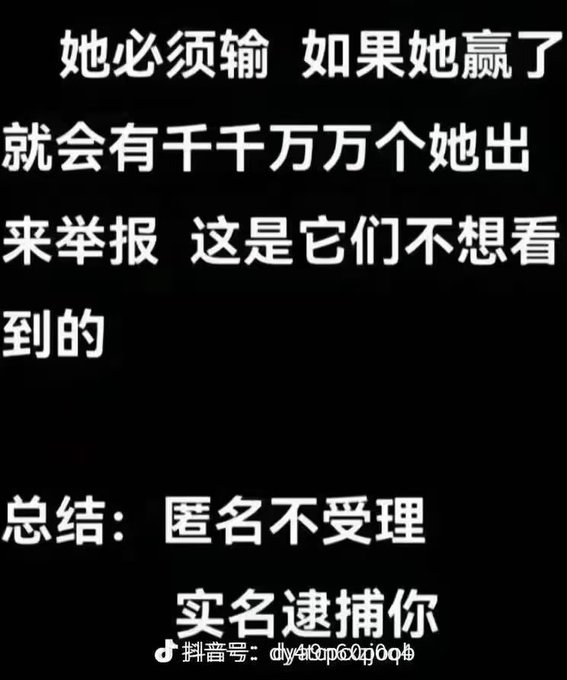 她必须输 如果她赢了
就会有千千万万个她出
来举报 这是它们不想看
到的
总结：匿名不受理
实名逮捕你
抖音号：